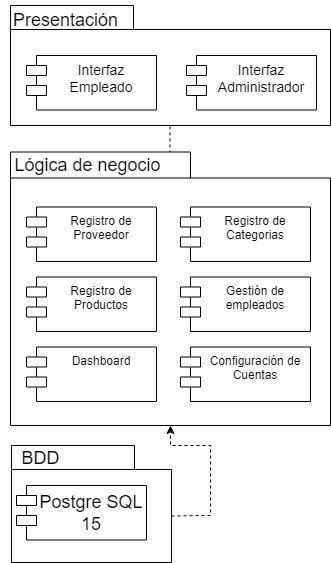 Presentación
Interfaz
Empleado
Interfaz
Administrador
Lógica de negocio
Registro de
Proveedor
Registro de
Categorias
Registro de
Productos
Gestión de
empleados
Dashboard
Configuración de
Cuentas
BDD
Postgre SQL
15